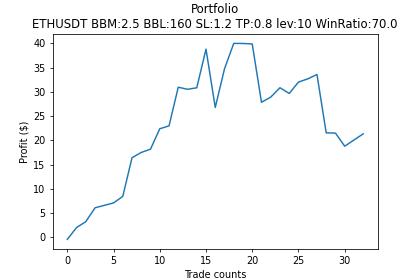 Portfolio
ETHUSDT BBM:2.5 BBL:160 SL:1.2 TP:0.8 lev:10 WinRatio:70.0
40
35
30
25
20
15
10
5
0
Profit ($)
0 5 10 15 20 25 30
Trade counts